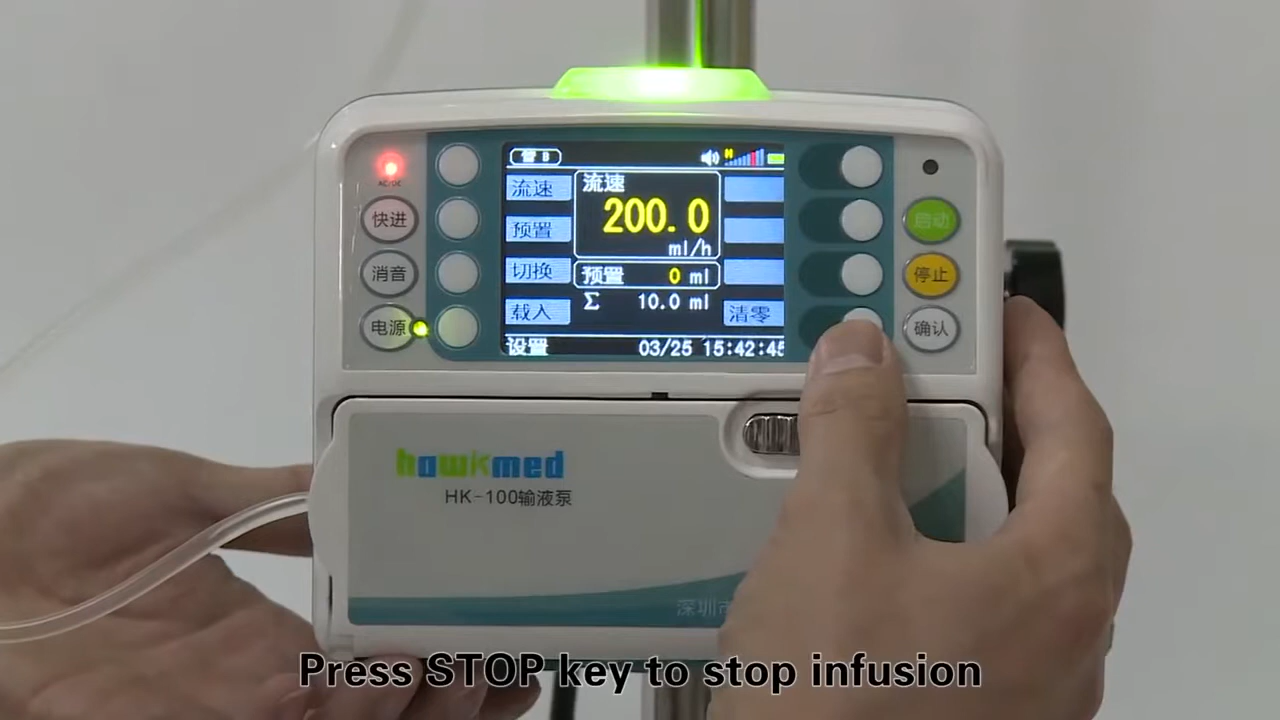 B
AC/DC
快进
消音
电源
流速
预置
切换
载入
流速
200.0
ml/h
预置 0 ml
Σ 10.0 ml
清零
设置 03/25 15:42:45
启动
停止
确认
hawkmed
HK-100输液泵
深圳市
Press STOP key to stop infusion